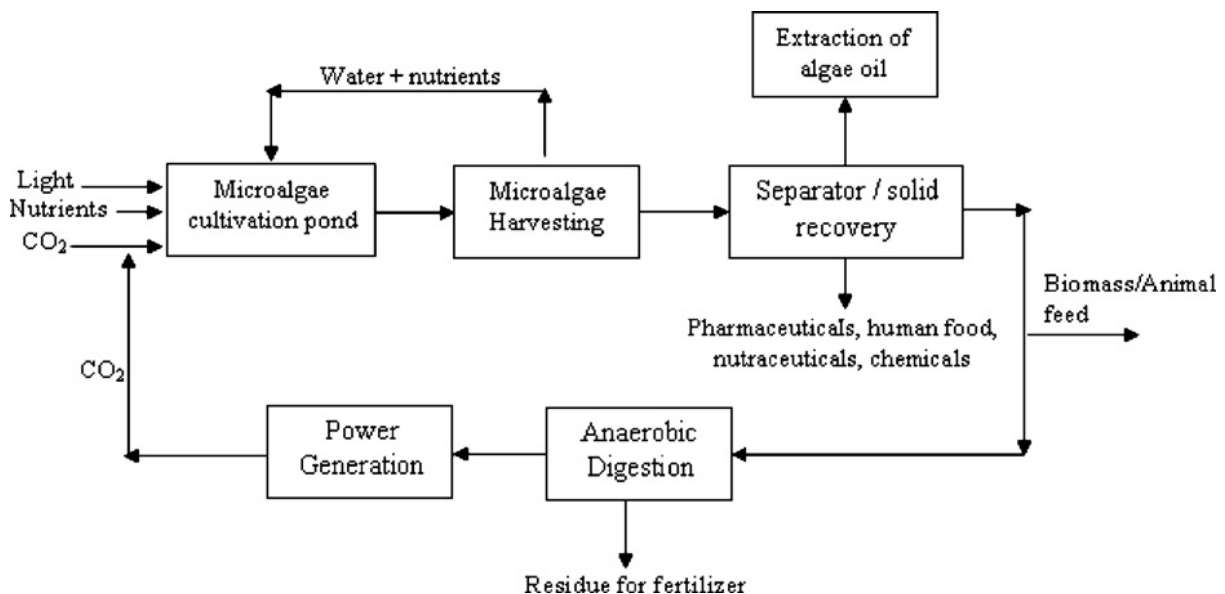 Extraction of
algae oil
Water + nutrients
Light
Nutrients
CO₂
Microalgae
cultivation pond
Microalgae
Harvesting
Separator / solid
recovery
Biomass/Animal
feed
Pharmaceuticals, human food,
nutraceuticals, chemicals
CO₂
Power
Generation
Anaerobic
Digestion
Residue for fertilizer